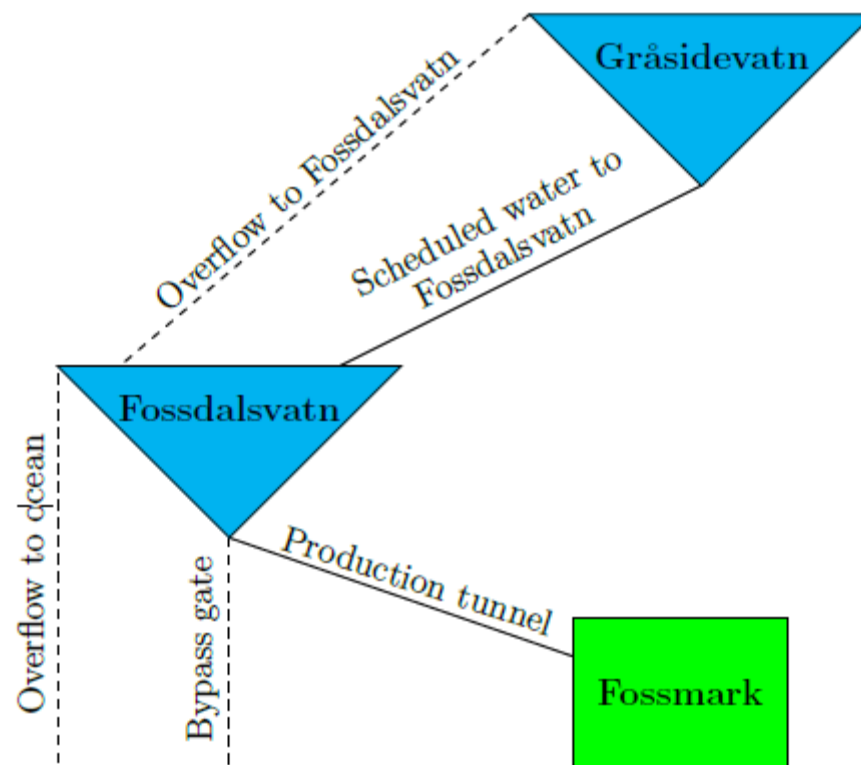 Gråsidevatn
Overflow to Fossdalsvatn
Scheduled water to
Fossdalsvatn
Fossdalsvatn
Overflow to ocean
Bypass gate
Production tunnel
Fossmark